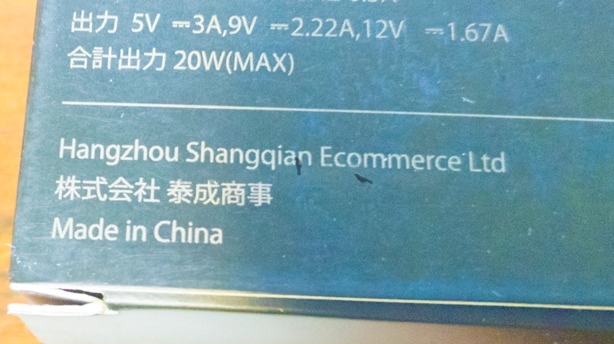 出力 5V ⎓3A,9V ⎓2.22A,12V ⎓1.67A
合計出力 20W(MAX)
Hangzhou Shangqian Ecommerce Ltd
株式会社 泰成商事
Made in China